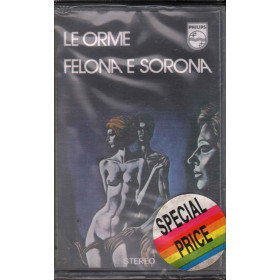 LE ORME
PHILIPS
FELONA E SORONA
SPECIAL
PRICE
STEREO